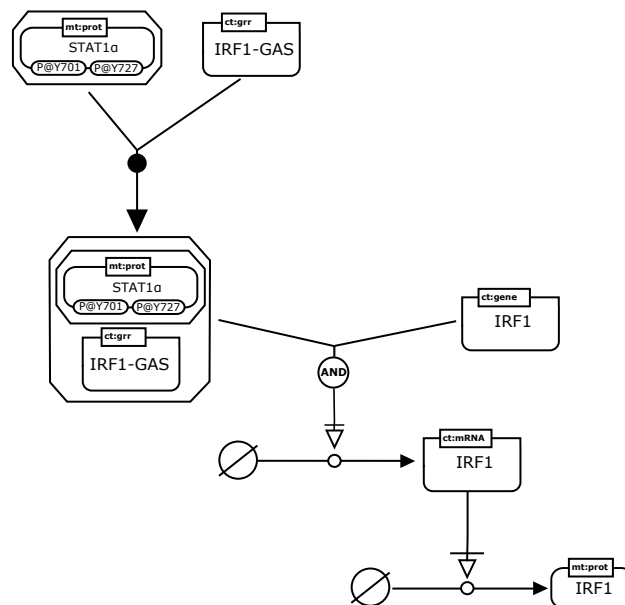 mt:prot
STAT1α
P@Y701 P@Y727
ct:grr
IRF1-GAS
mt:prot
STAT1α
P@Y701 P@Y727
ct:grr
IRF1-GAS
ct:gene
IRF1
AND
ct:mRNA
IRF1
mt:prot
IRF1